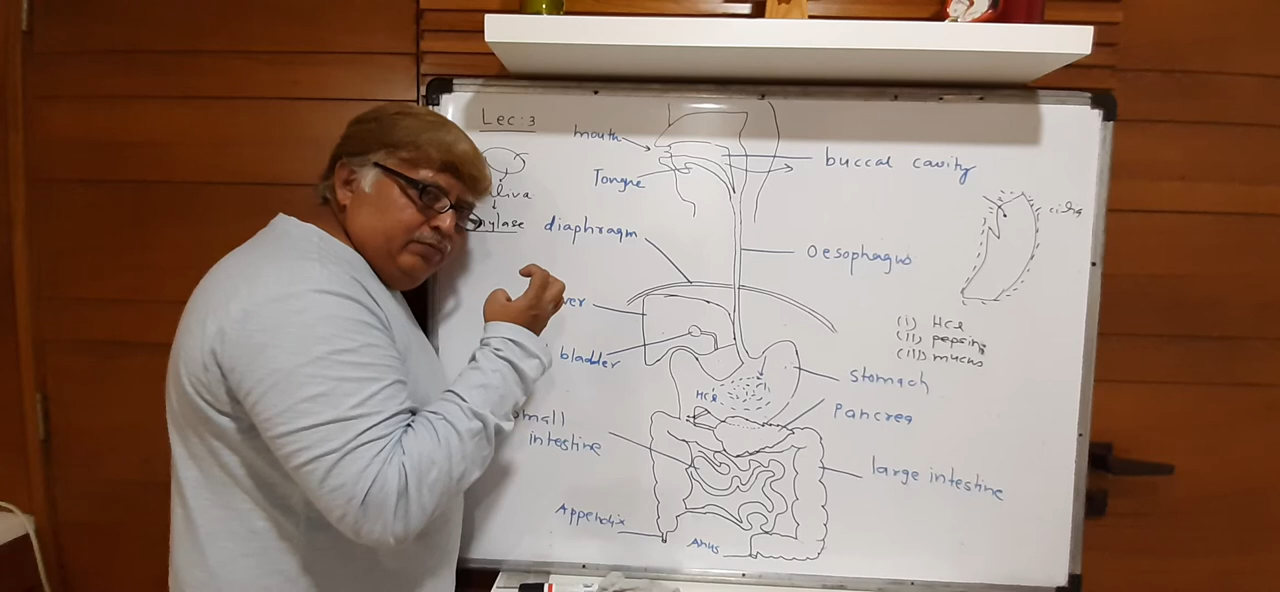 Lec: 3
mouth
buccal cavity
Tongue
diaphragm
Oesophagus
(i) HCl
(ii) pepsin
(iii) mucus
bladder
stomach
HCl
Pancrea
intestine
large intestine
Appendix
Anus